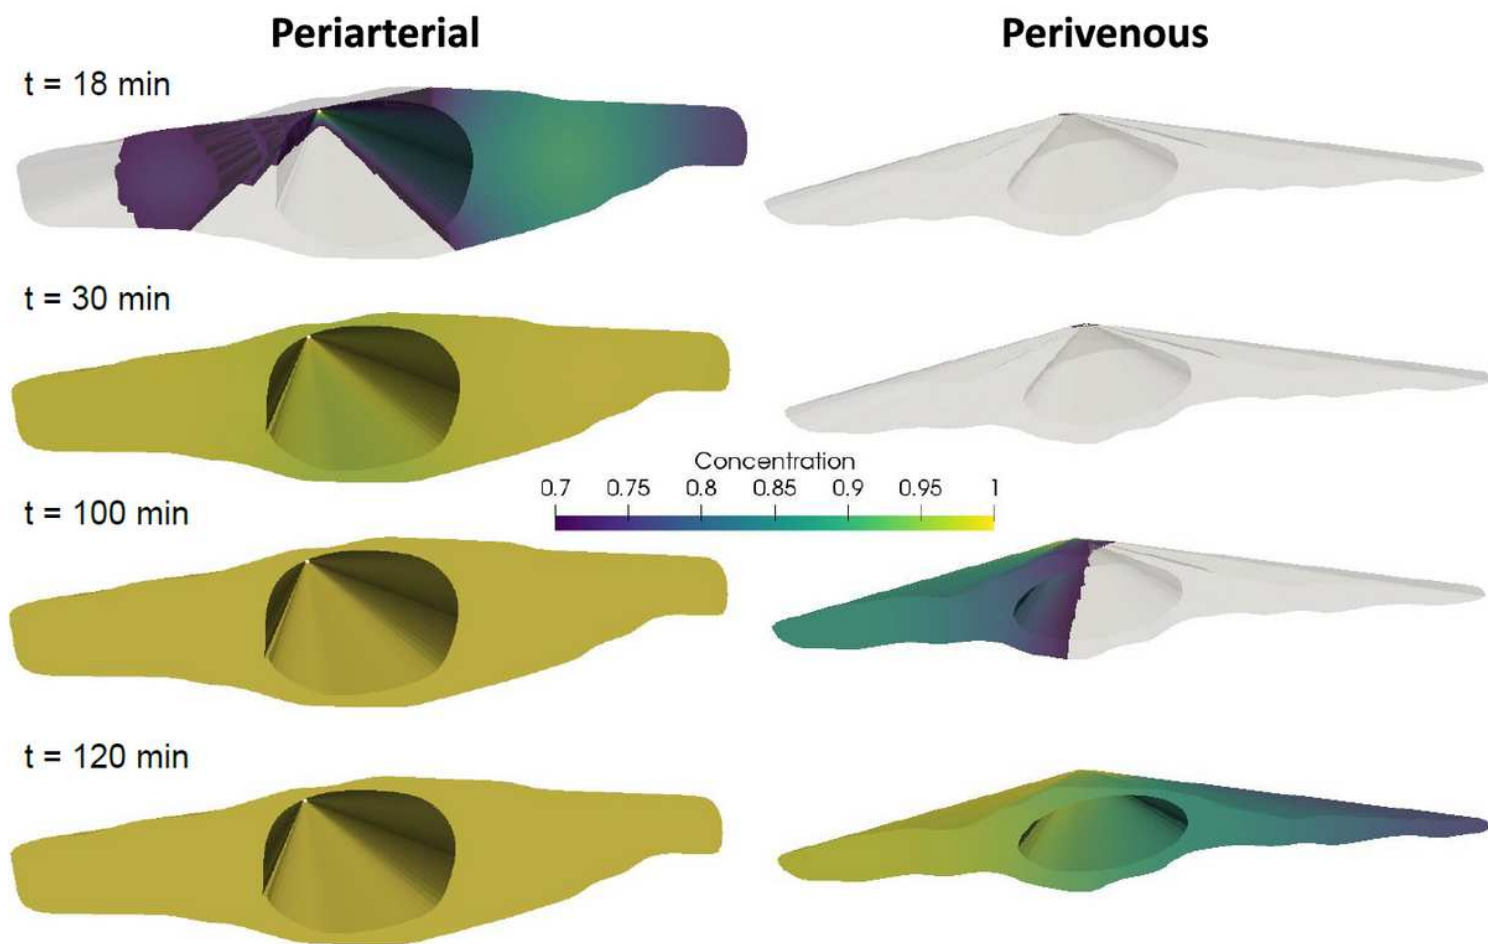 Periarterial Perivenous
t = 18 min
t = 30 min
Concentration
0.7 0.75 0.8 0.85 0.9 0.95 1
t = 100 min
t = 120 min